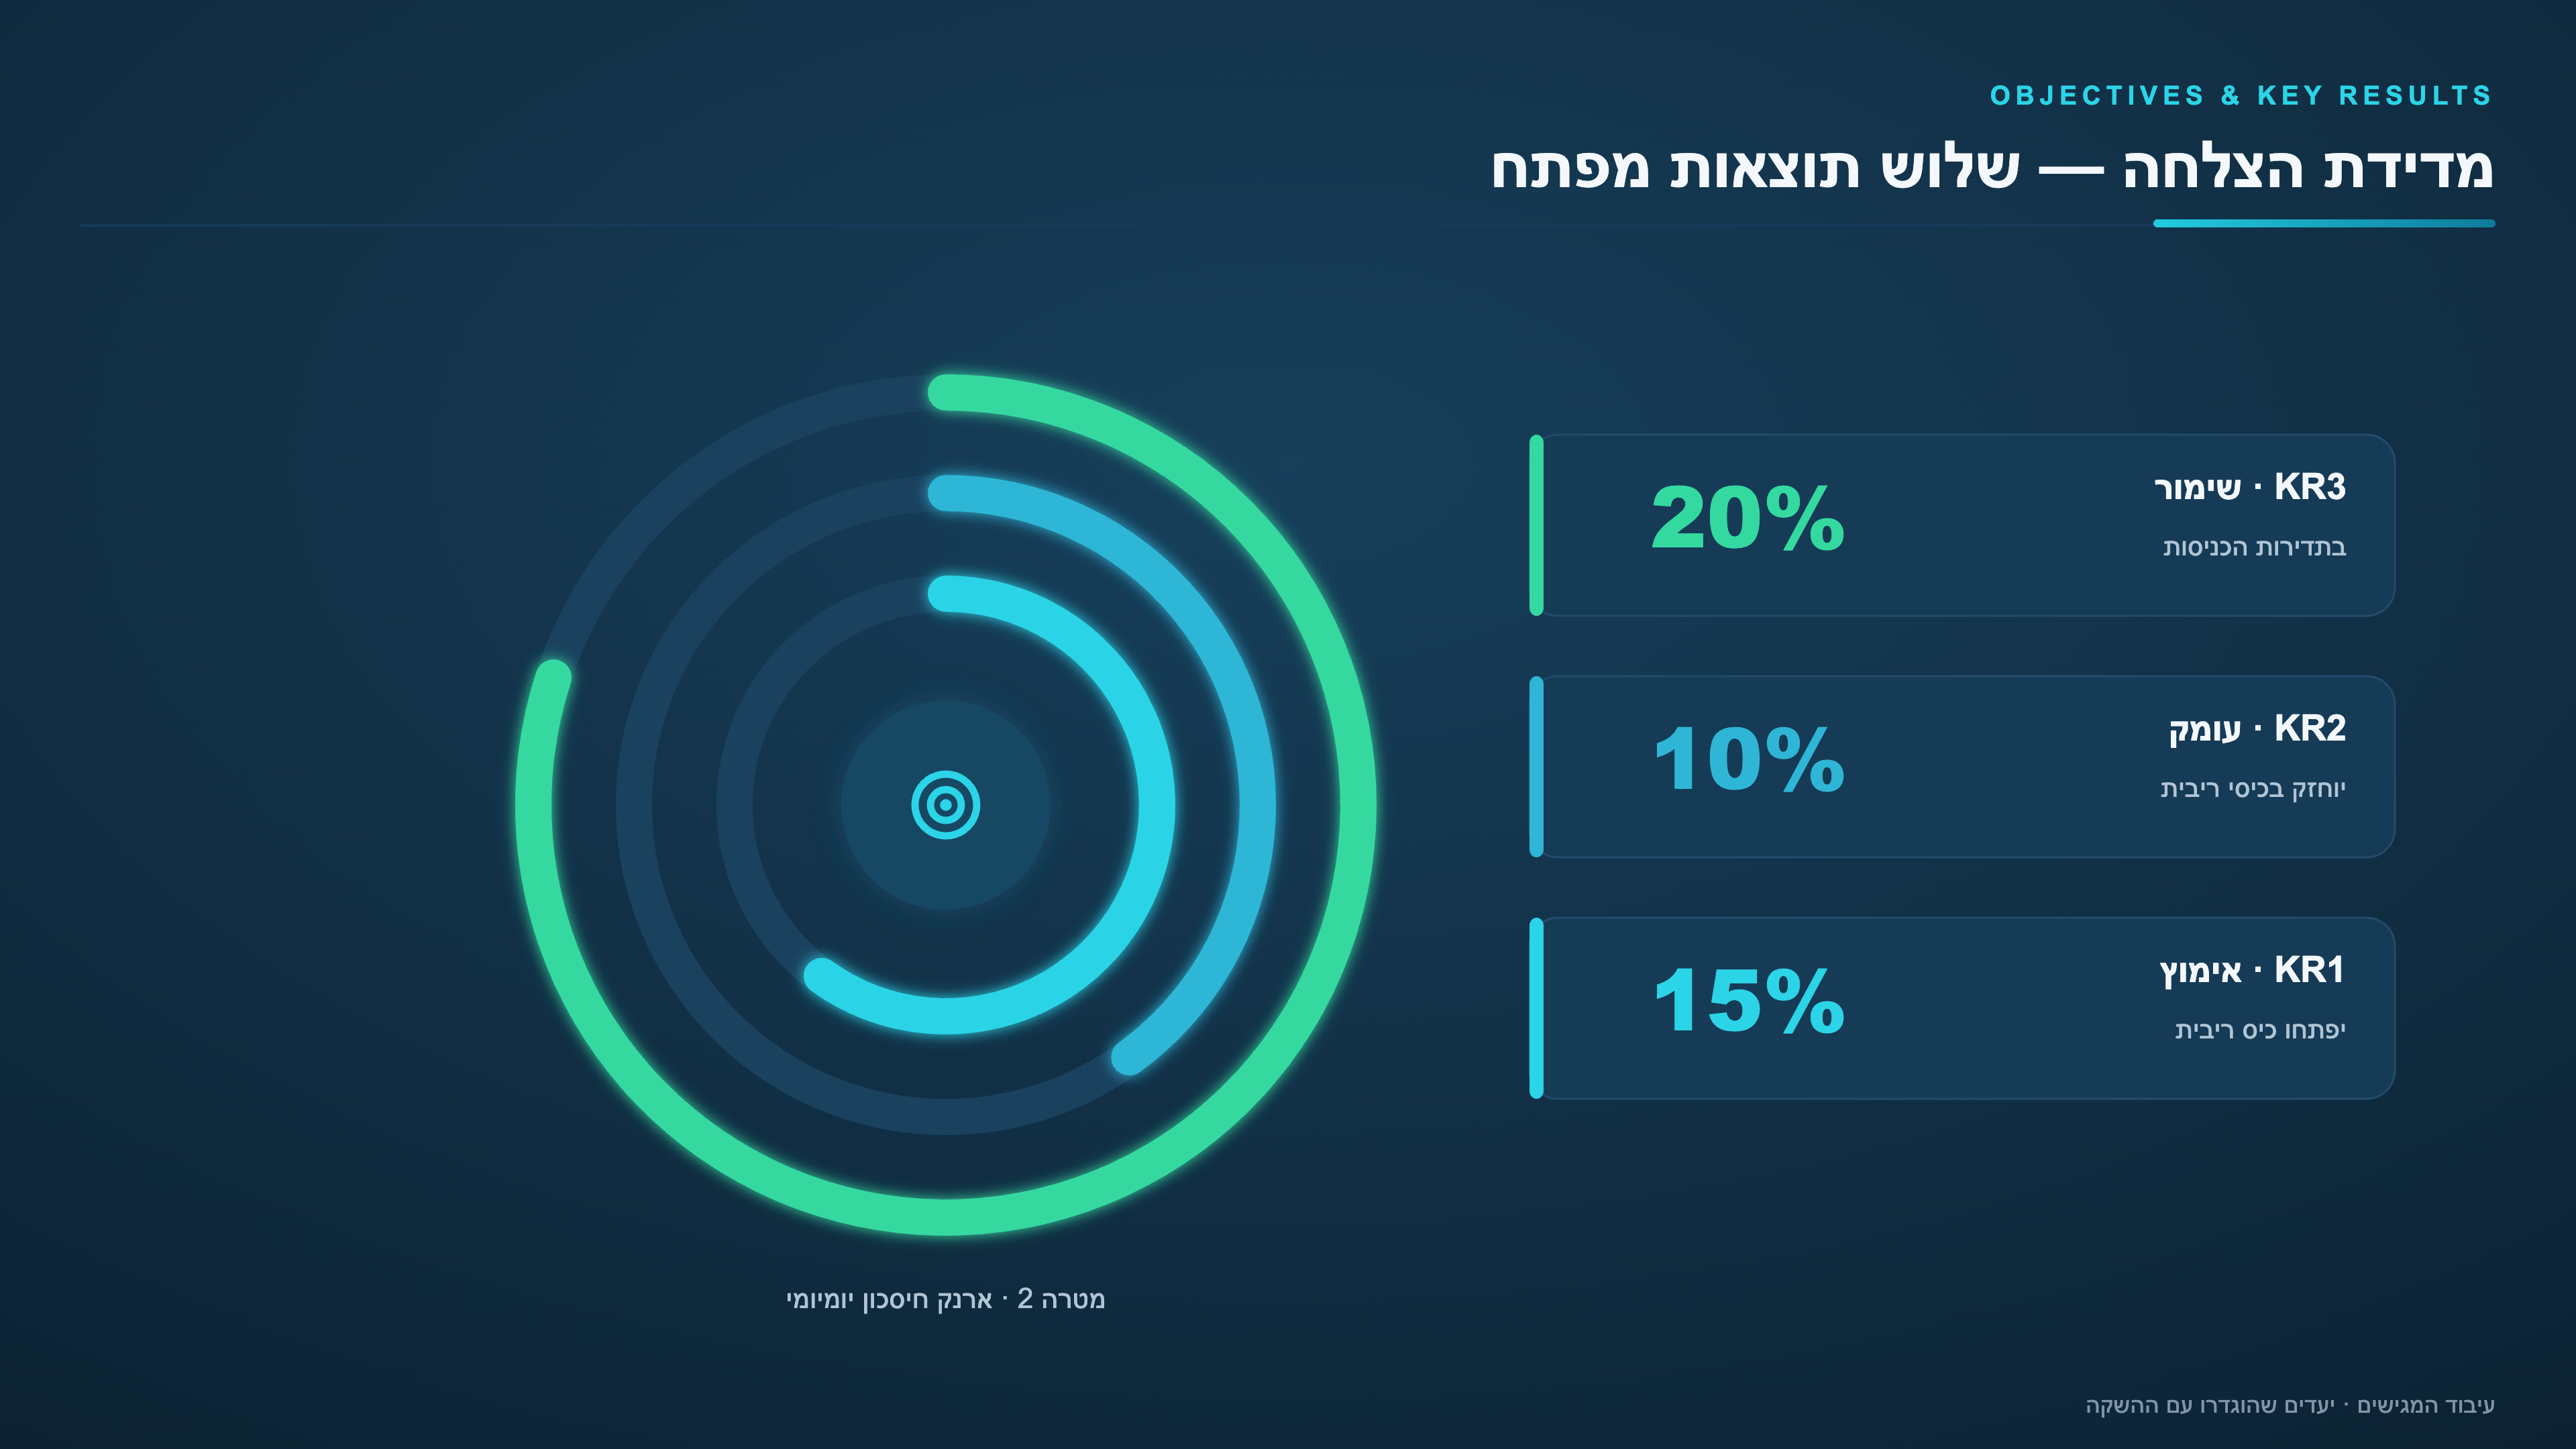 OBJECTIVES & KEY RESULTS
מדידת הצלחה — שלוש תוצאות מפתח
KR3 · שימור
בתדירות הכניסות
20%
KR2 · עומק
יוחזק בכיסי ריבית
10%
KR1 · אימוץ
יפתחו כיס ריבית
15%
מטרה 2 · ארנק חיסכון יומיומי
עיבוד המגישים · יעדים שהוגדרו עם ההשקה